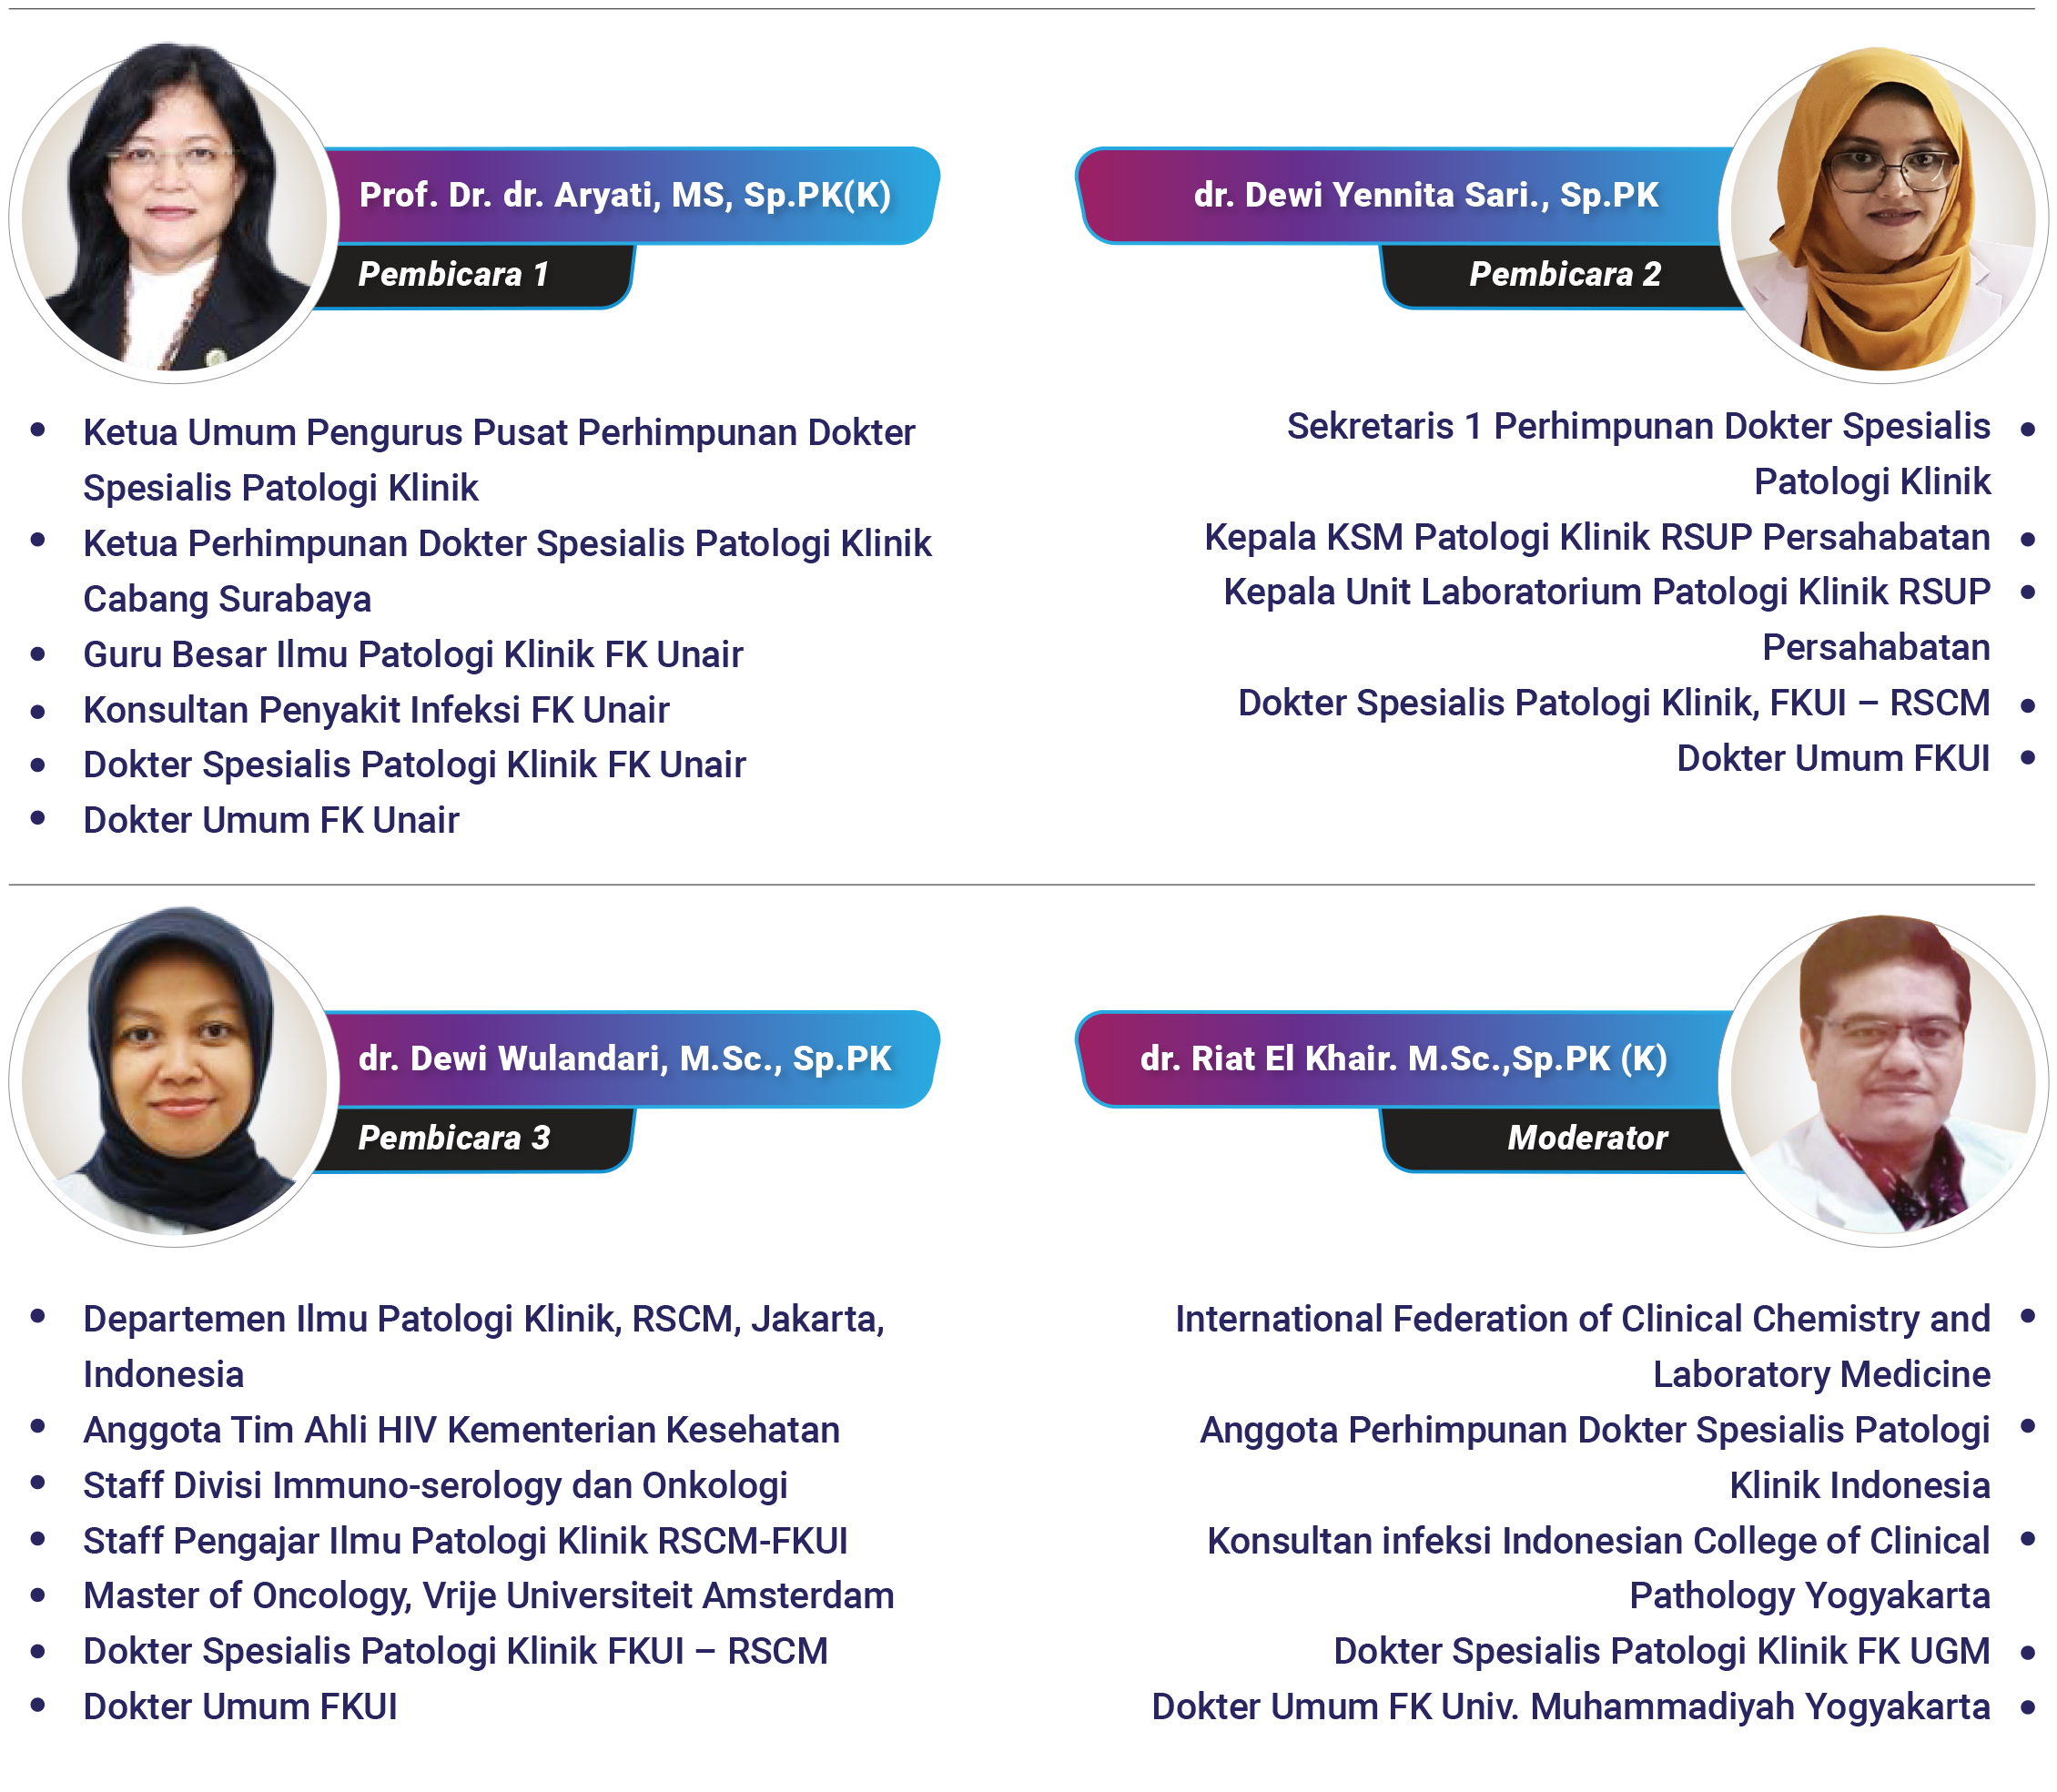 Prof. Dr. dr. Aryati, MS, Sp.PK(K)
Pembicara 1
• Ketua Umum Pengurus Pusat Perhimpunan Dokter
Spesialis Patologi Klinik
• Ketua Perhimpunan Dokter Spesialis Patologi Klinik
Cabang Surabaya
• Guru Besar Ilmu Patologi Klinik FK Unair
• Konsultan Penyakit Infeksi FK Unair
• Dokter Spesialis Patologi Klinik FK Unair
• Dokter Umum FK Unair
dr. Dewi Yennita Sari., Sp.PK
Pembicara 2
Sekretaris 1 Perhimpunan Dokter Spesialis •
Patologi Klinik
Kepala KSM Patologi Klinik RSUP Persahabatan •
Kepala Unit Laboratorium Patologi Klinik RSUP •
Persahabatan
Dokter Spesialis Patologi Klinik, FKUI – RSCM •
Dokter Umum FKUI •
dr. Dewi Wulandari, M.Sc., Sp.PK
Pembicara 3
• Departemen Ilmu Patologi Klinik, RSCM, Jakarta,
Indonesia
• Anggota Tim Ahli HIV Kementerian Kesehatan
• Staff Divisi Immuno-serology dan Onkologi
• Staff Pengajar Ilmu Patologi Klinik RSCM-FKUI
• Master of Oncology, Vrije Universiteit Amsterdam
• Dokter Spesialis Patologi Klinik FKUI – RSCM
• Dokter Umum FKUI
dr. Riat El Khair. M.Sc.,Sp.PK (K)
Moderator
International Federation of Clinical Chemistry and •
Laboratory Medicine
Anggota Perhimpunan Dokter Spesialis Patologi •
Klinik Indonesia
Konsultan infeksi Indonesian College of Clinical •
Pathology Yogyakarta
Dokter Spesialis Patologi Klinik FK UGM •
Dokter Umum FK Univ. Muhammadiyah Yogyakarta •